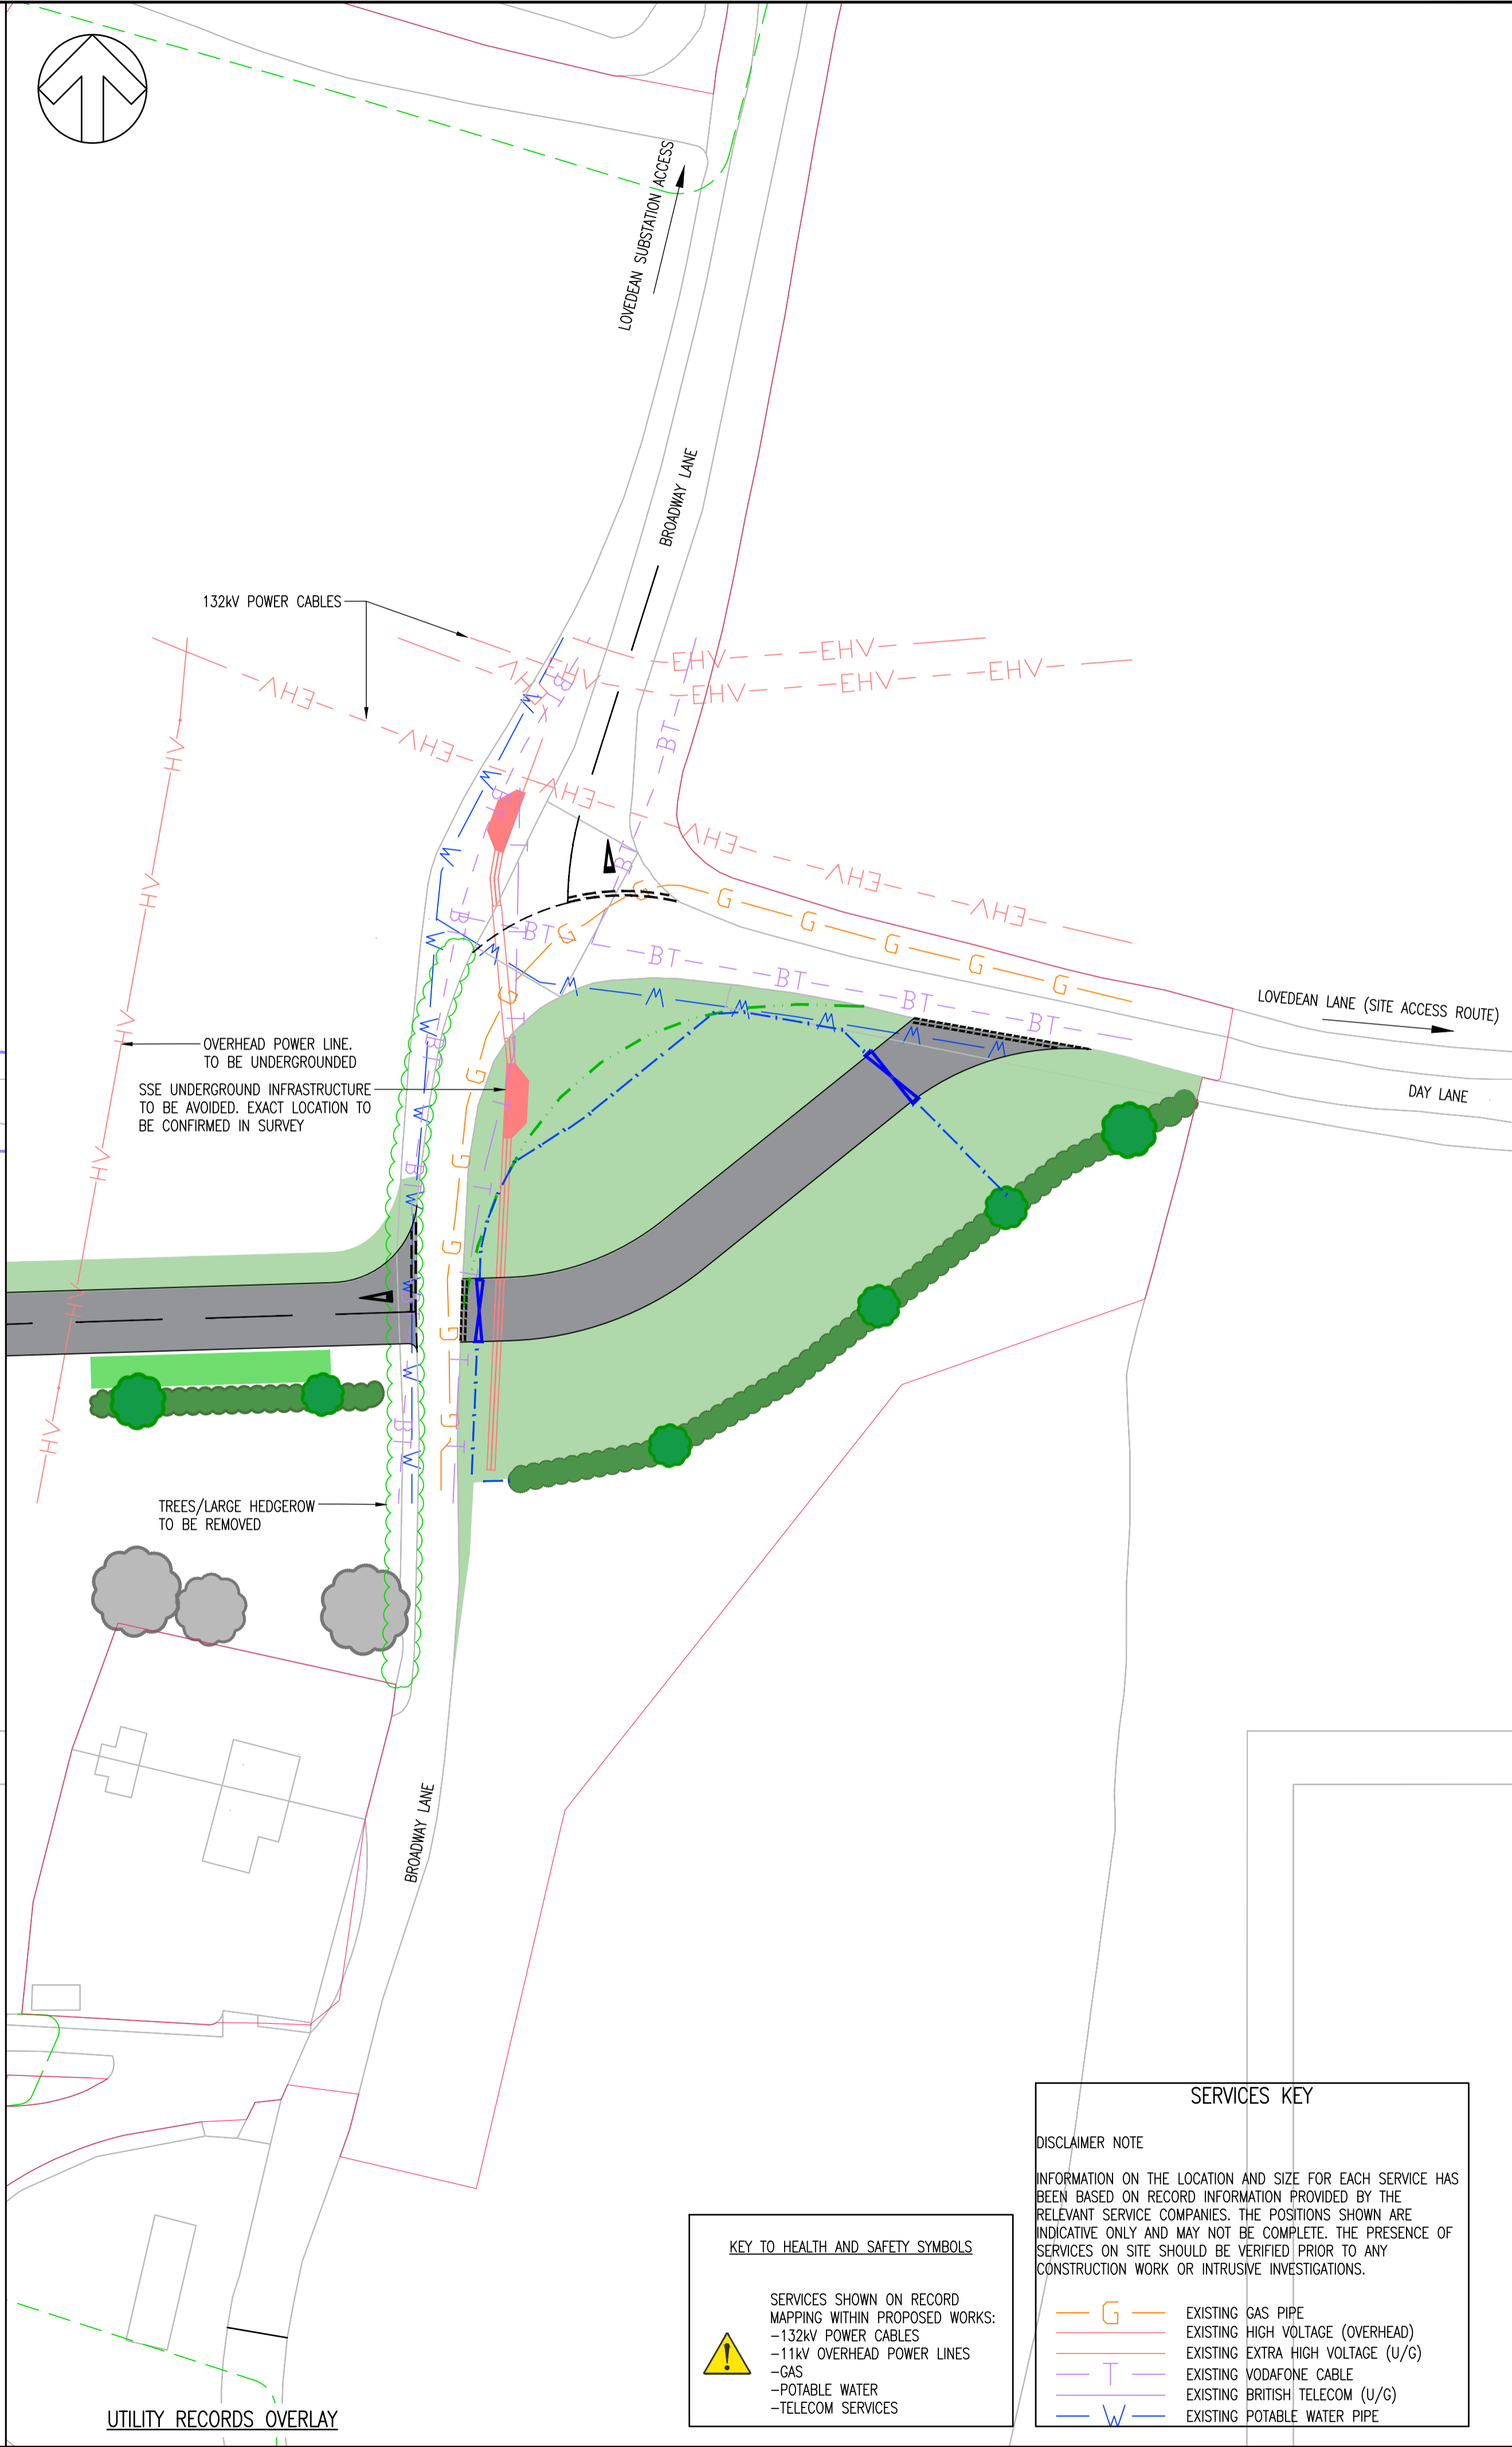 LOVEDEAN SUBSTATION ACCESS
BROADWAY LANE
132kV POWER CABLES
EHV
EHV
EHV
EHV
EHV
EHV
EHV
EHV
EHV
EHV
EHV
EHV
HV
HV
HV
HV
HV
HV
BT
BT
BT
BT
BT
BT
BT
BT
BT
W
W
W
W
W
W
W
W
W
W
G
G
G
G
G
G
G
G
G
T
T
T
LOVEDEAN LANE (SITE ACCESS ROUTE)
DAY LANE
OVERHEAD POWER LINE.
TO BE UNDERGROUNDED
SSE UNDERGROUND INFRASTRUCTURE
TO BE AVOIDED. EXACT LOCATION TO
BE CONFIRMED IN SURVEY
TREES/LARGE HEDGEROW
TO BE REMOVED
BROADWAY LANE
UTILITY RECORDS OVERLAY
KEY TO HEALTH AND SAFETY SYMBOLS
SERVICES SHOWN ON RECORD
MAPPING WITHIN PROPOSED WORKS:
-132kV POWER CABLES
-11kV OVERHEAD POWER LINES
-GAS
-POTABLE WATER
-TELECOM SERVICES
SERVICES KEY
DISCLAIMER NOTE
INFORMATION ON THE LOCATION AND SIZE FOR EACH SERVICE HAS
BEEN BASED ON RECORD INFORMATION PROVIDED BY THE
RELEVANT SERVICE COMPANIES. THE POSITIONS SHOWN ARE
INDICATIVE ONLY AND MAY NOT BE COMPLETE. THE PRESENCE OF
SERVICES ON SITE SHOULD BE VERIFIED PRIOR TO ANY
CONSTRUCTION WORK OR INTRUSIVE INVESTIGATIONS.
G EXISTING GAS PIPE
EXISTING HIGH VOLTAGE (OVERHEAD)
EXISTING EXTRA HIGH VOLTAGE (U/G)
T EXISTING VODAFONE CABLE
EXISTING BRITISH TELECOM (U/G)
W EXISTING POTABLE WATER PIPE